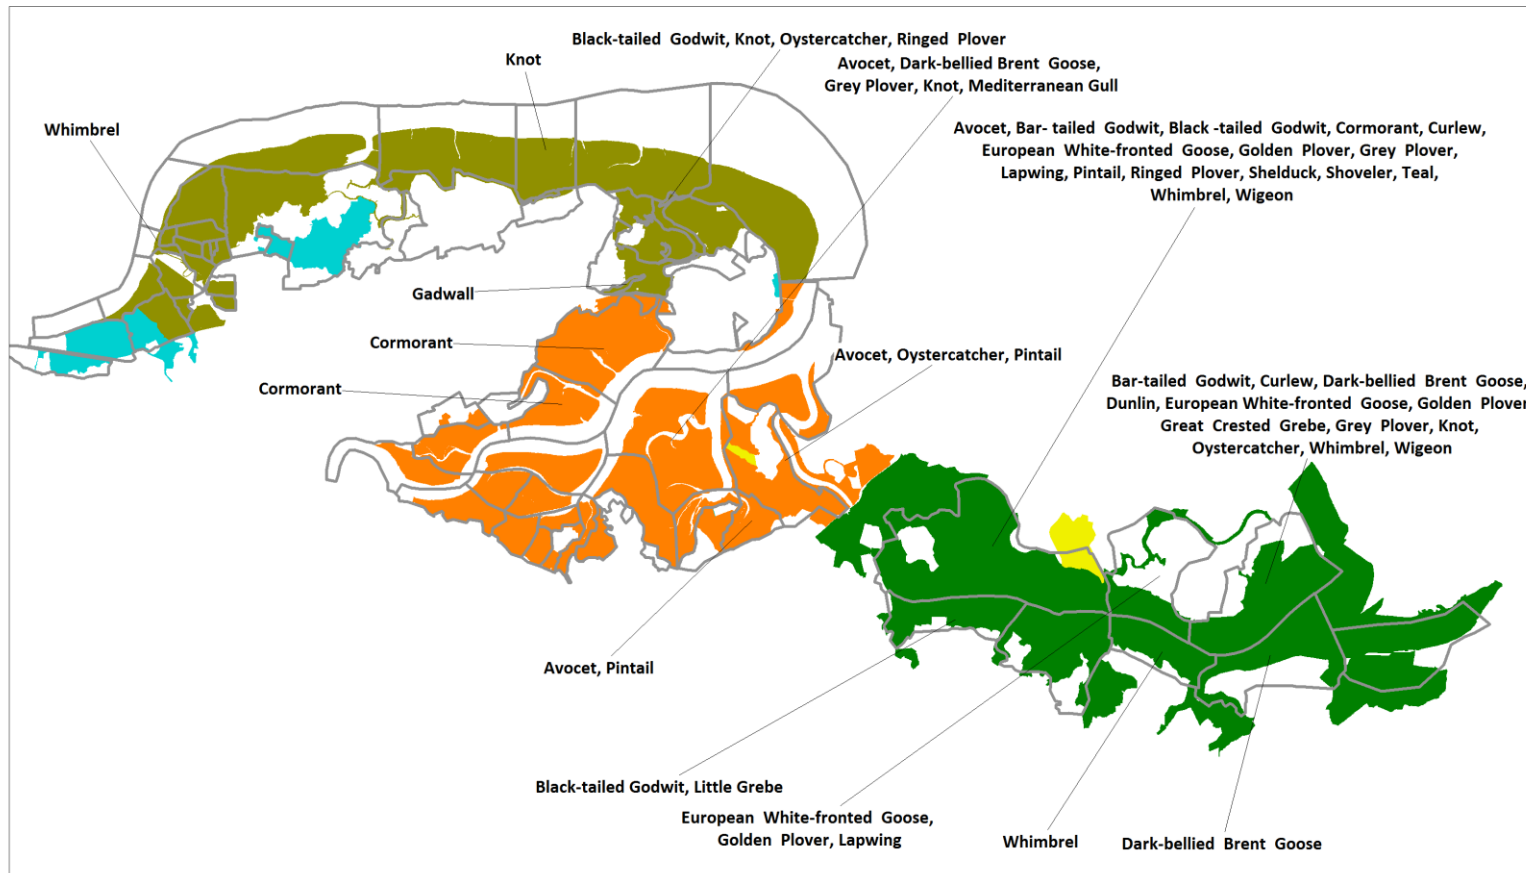 Black-tailed Godwit, Knot, Oystercatcher, Ringed Plover
Knot
Avocet, Dark-bellied Brent Goose,
Grey Plover, Knot, Mediterranean Gull
Whimbrel
Avocet, Bar- tailed Godwit, Black -tailed Godwit, Cormorant, Curlew,
European White-fronted Goose, Golden Plover, Grey Plover,
Lapwing, Pintail, Ringed Plover, Shelduck, Shoveler, Teal,
Whimbrel, Wigeon
Gadwall
Cormorant
Avocet, Oystercatcher, Pintail
Cormorant
Bar-tailed Godwit, Curlew, Dark-bellied Brent Goose,
Dunlin, European White-fronted Goose, Golden Plover
Great Crested Grebe, Grey Plover, Knot,
Oystercatcher, Whimbrel, Wigeon
Avocet, Pintail
Black-tailed Godwit, Little Grebe
European White-fronted Goose,
Golden Plover, Lapwing
Whimbrel
Dark-bellied Brent Goose